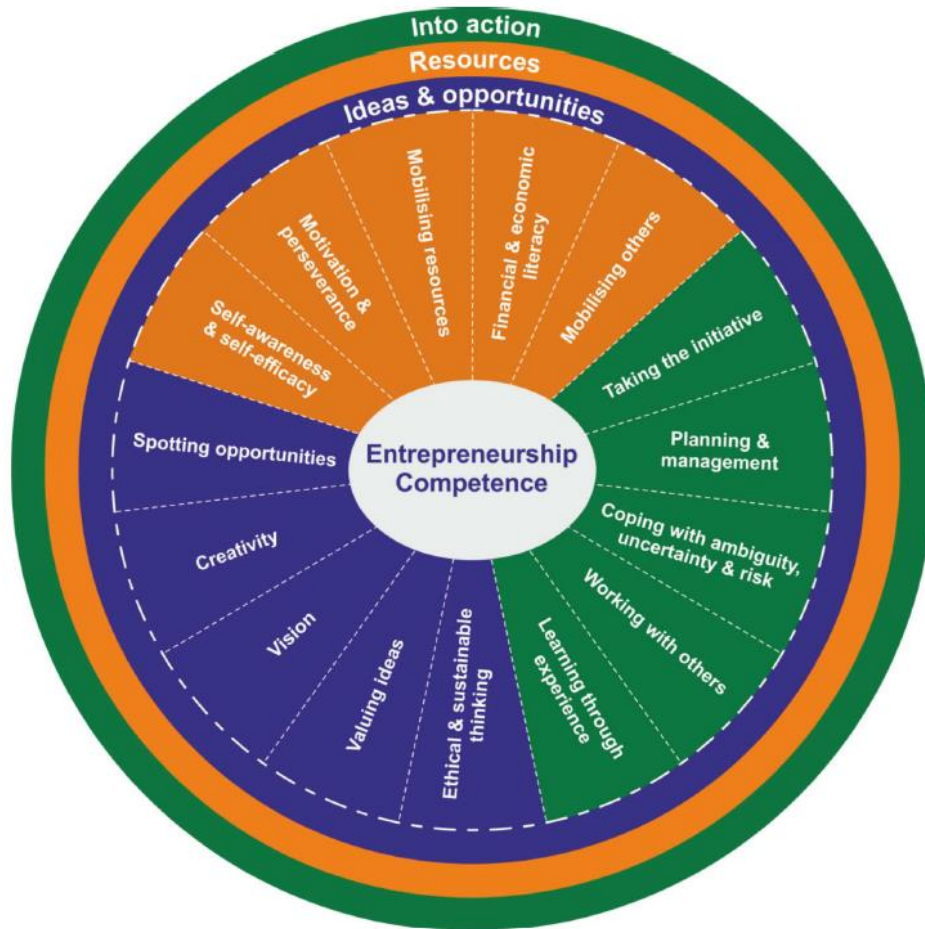 Into action
Resources
Ideas & opportunities
Self-awareness
& self-efficacy
Motivation &
perseverance
Mobilising resources
Financial & economic
literacy
Mobilising others
Taking the initiative
Planning &
management
Coping with ambiguity,
uncertainty & risk
Working with others
Learning through
experience
Ethical & sustainable
thinking
Valuing ideas
Vision
Creativity
Spotting opportunities
Entrepreneurship
Competence